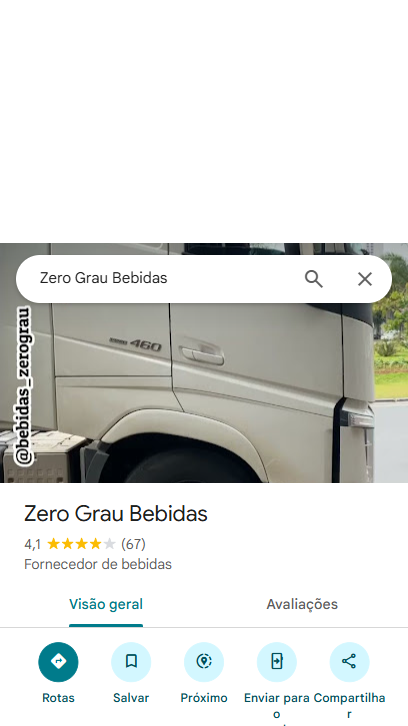 Zero Grau Bebidas
460
@bebidas_zerograu
Zero Grau Bebidas
4,1 (67)
Fornecedor de bebidas
Visão geral
Avaliações
Rotas
Salvar
Próximo
Enviar para o
Compartilhar